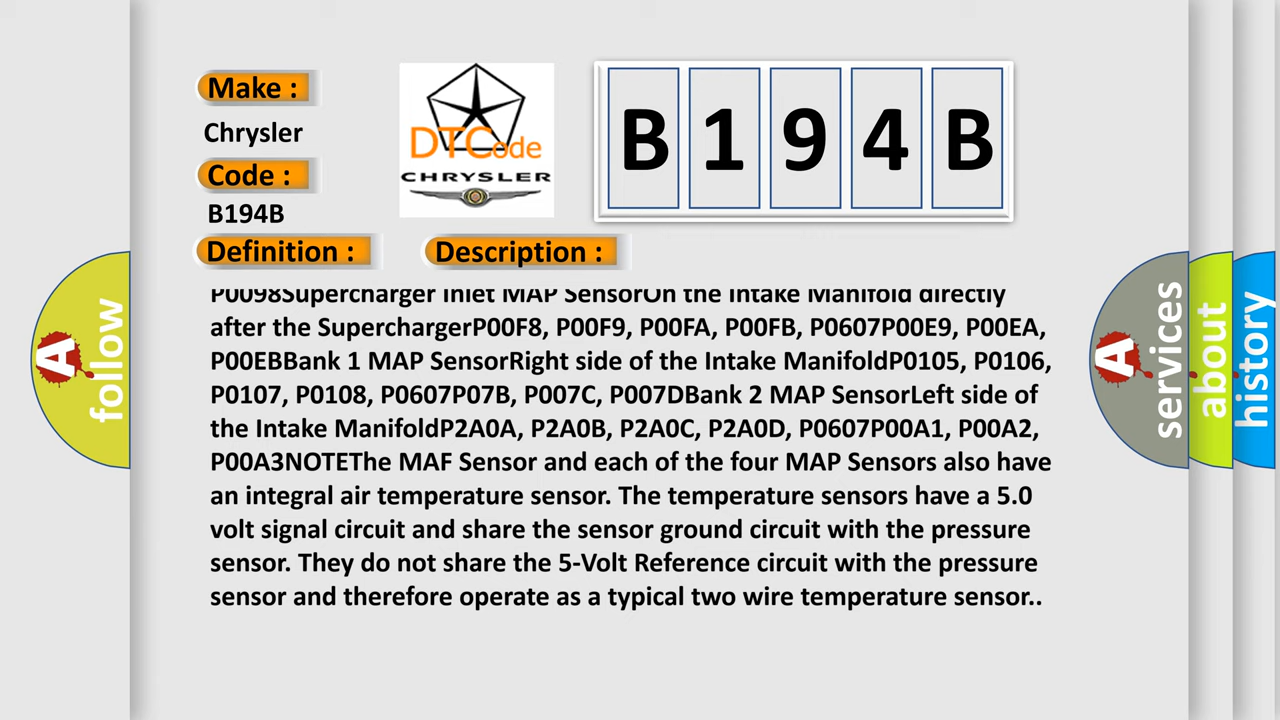 Make :
Chrysler
Code :
B194B
DTCode
CHRYSLER
B194B
Definition :
Description :
P0098Supercharger Inlet MAP SensorOn the Intake Manifold directly
after the SuperchargerP00F8, P00F9, P00FA, P00FB, P0607P00E9, P00EA,
P00EBBank 1 MAP SensorRight side of the Intake ManifoldP0105, P0106,
P0107, P0108, P0607P07B, P007C, P007DBank 2 MAP SensorLeft side of
the Intake ManifoldP2A0A, P2A0B, P2A0C, P2A0D, P0607P00A1, P00A2,
P00A3NOTEThe MAF Sensor and each of the four MAP Sensors also have
an integral air temperature sensor. The temperature sensors have a 5.0
volt signal circuit and share the sensor ground circuit with the pressure
sensor. They do not share the 5-Volt Reference circuit with the pressure
sensor and therefore operate as a typical two wire temperature sensor..
A
follow
A
services
about
history